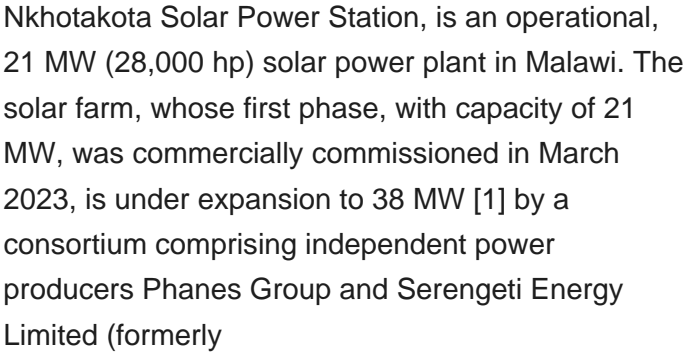 Nkhotakota Solar Power Station, is an operational,
21 MW (28,000 hp) solar power plant in Malawi. The
solar farm, whose first phase, with capacity of 21
MW, was commercially commissioned in March
2023, is under expansion to 38 MW [1] by a
consortium comprising independent power
producers Phanes Group and Serengeti Energy
Limited (formerly